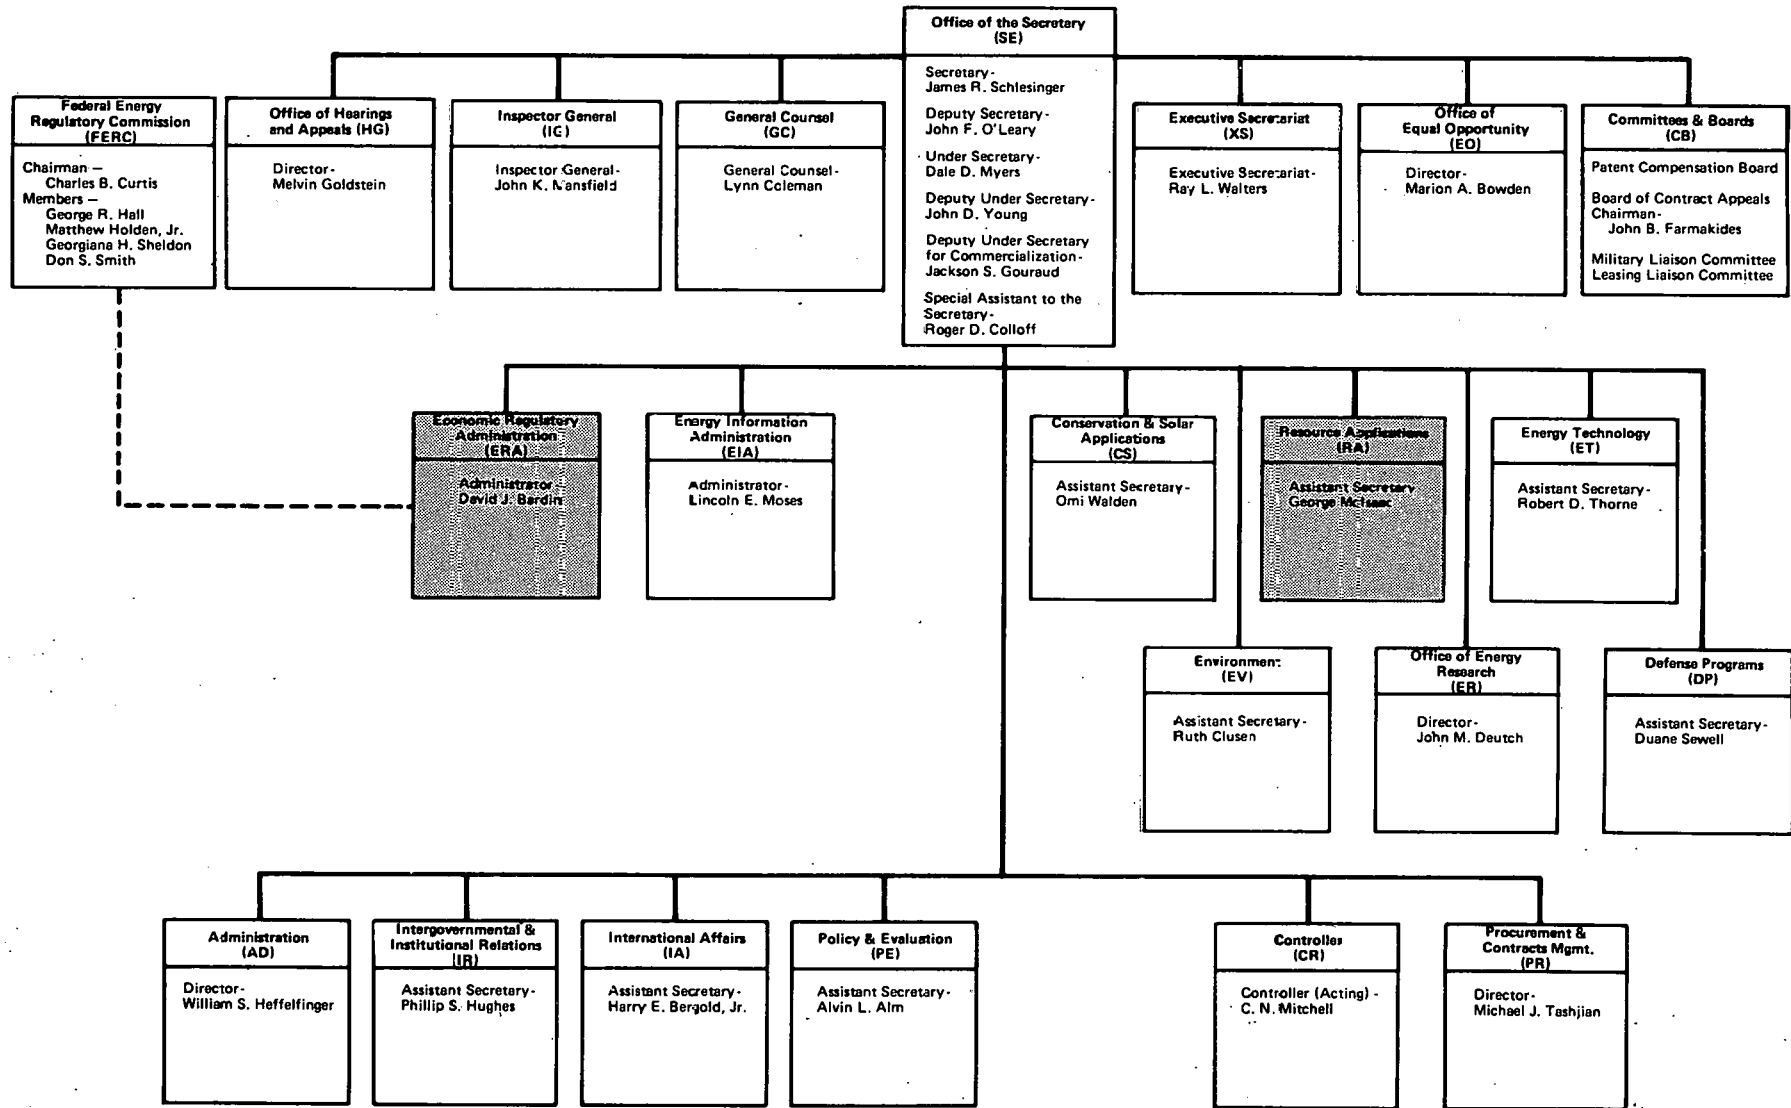 Office of the Secretary
(SE)
Secretary-
James R. Schlesinger
Deputy Secretary-
John F. O'Leary
Under Secretary-
Dale D. Myers
Deputy Under Secretary-
John D. Young
Deputy Under Secretary
for Commercialization-
Jackson S. Gouraud
Special Assistant to the
Secretary-
Roger D. Colloff
Federal Energy
Regulatory Commission
(FERC)
Chairman —
Charles B. Curtis
Members —
George R. Hall
Matthew Holden, Jr.
Georgiana H. Sheldon
Don S. Smith
Office of Hearings
and Appeals (HG)
Director-
Melvin Goldstein
Inspector General
(IG)
Inspector General-
John K. Mansfield
General Counsel
(GC)
General Counsel-
Lynn Coleman
Executive Secretariat
(XS)
Executive Secretariat-
Ray L. Walters
Office of
Equal Opportunity
(EO)
Director-
Marion A. Bowden
Committees & Boards
(CB)
Patent Compensation Board
Board of Contract Appeals
Chairman-
John B. Farmakides
Military Liaison Committee
Leasing Liaison Committee
Economic Regulatory
Administration
(ERA)
Administrator-
David J. Bardin
Energy Information
Administration
(EIA)
Administrator-
Lincoln E. Moses
Conservation & Solar
Applications
(CS)
Assistant Secretary-
Omi Walden
Resource Applications
(RA)
Assistant Secretary
George McIsaac
Energy Technology
(ET)
Assistant Secretary-
Robert D. Thorne
Environment
(EV)
Assistant Secretary-
Ruth Clusen
Office of Energy
Research
(ER)
Director-
John M. Deutch
Defense Programs
(DP)
Assistant Secretary-
Duane Sewell
Administration
(AD)
Director-
William S. Heffelfinger
Intergovernmental &
Institutional Relations
(IR)
Assistant Secretary-
Phillip S. Hughes
International Affairs
(IA)
Assistant Secretary-
Harry E. Bergold, Jr.
Policy & Evaluation
(PE)
Assistant Secretary-
Alvin L. Alm
Controller
(CR)
Controller (Acting) -
C. N. Mitchell
Procurement &
Contracts Mgmt.
(PR)
Director-
Michael J. Tashjian